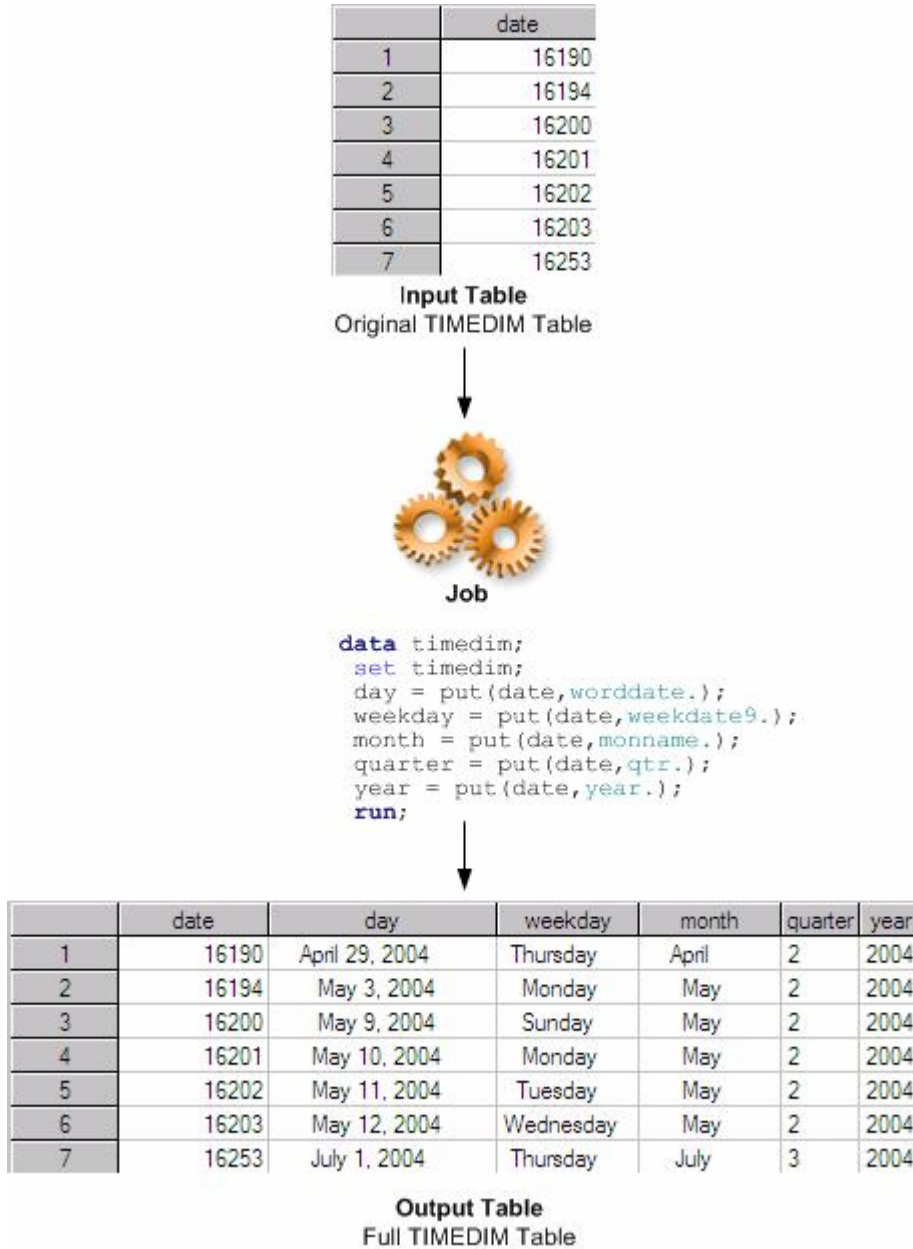 date
1 16190
2 16194
3 16200
4 16201
5 16202
6 16203
7 16253
Input Table
Original TIMEDIM Table
Job
data timedim;
set timedim;
day = put(date,worddate.);
weekday = put(date,weekdate9.);
month = put(date,monname.);
quarter = put(date,qtr.);
year = put(date,year.);
run;
date day weekday month quarter year
1 16190 April 29, 2004 Thursday April 2 2004
2 16194 May 3, 2004 Monday May 2 2004
3 16200 May 9, 2004 Sunday May 2 2004
4 16201 May 10, 2004 Monday May 2 2004
5 16202 May 11, 2004 Tuesday May 2 2004
6 16203 May 12, 2004 Wednesday May 2 2004
7 16253 July 1, 2004 Thursday July 3 2004
Output Table
Full TIMEDIM Table